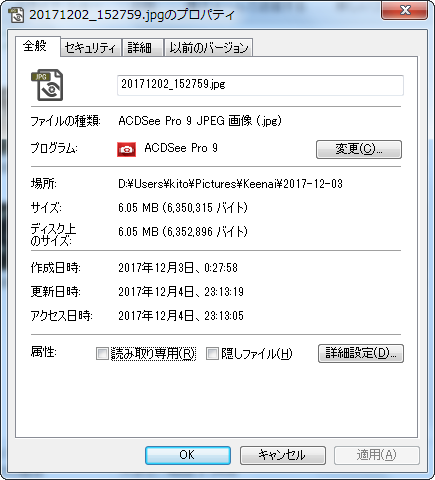 20171202_152759.jpgのプロパティ
全般 セキュリティ 詳細 以前のバージョン
JPG
20171202_152759.jpg
ファイルの種類: ACDSee Pro 9 JPEG 画像 (.jpg)
プログラム: ACDSee Pro 9 変更(C)...
場所: D:¥Users¥kito¥Pictures¥Keenai¥2017-12-03
サイズ: 6.05 MB (6,350,315 バイト)
ディスク上
のサイズ: 6.05 MB (6,352,896 バイト)
作成日時: 2017年12月3日、0:27:58
更新日時: 2017年12月4日、23:13:19
アクセス日時: 2017年12月4日、23:13:05
属性: 読み取り専用(R) 隠しファイル(H) 詳細設定(D)...
OK キャンセル 適用(A)